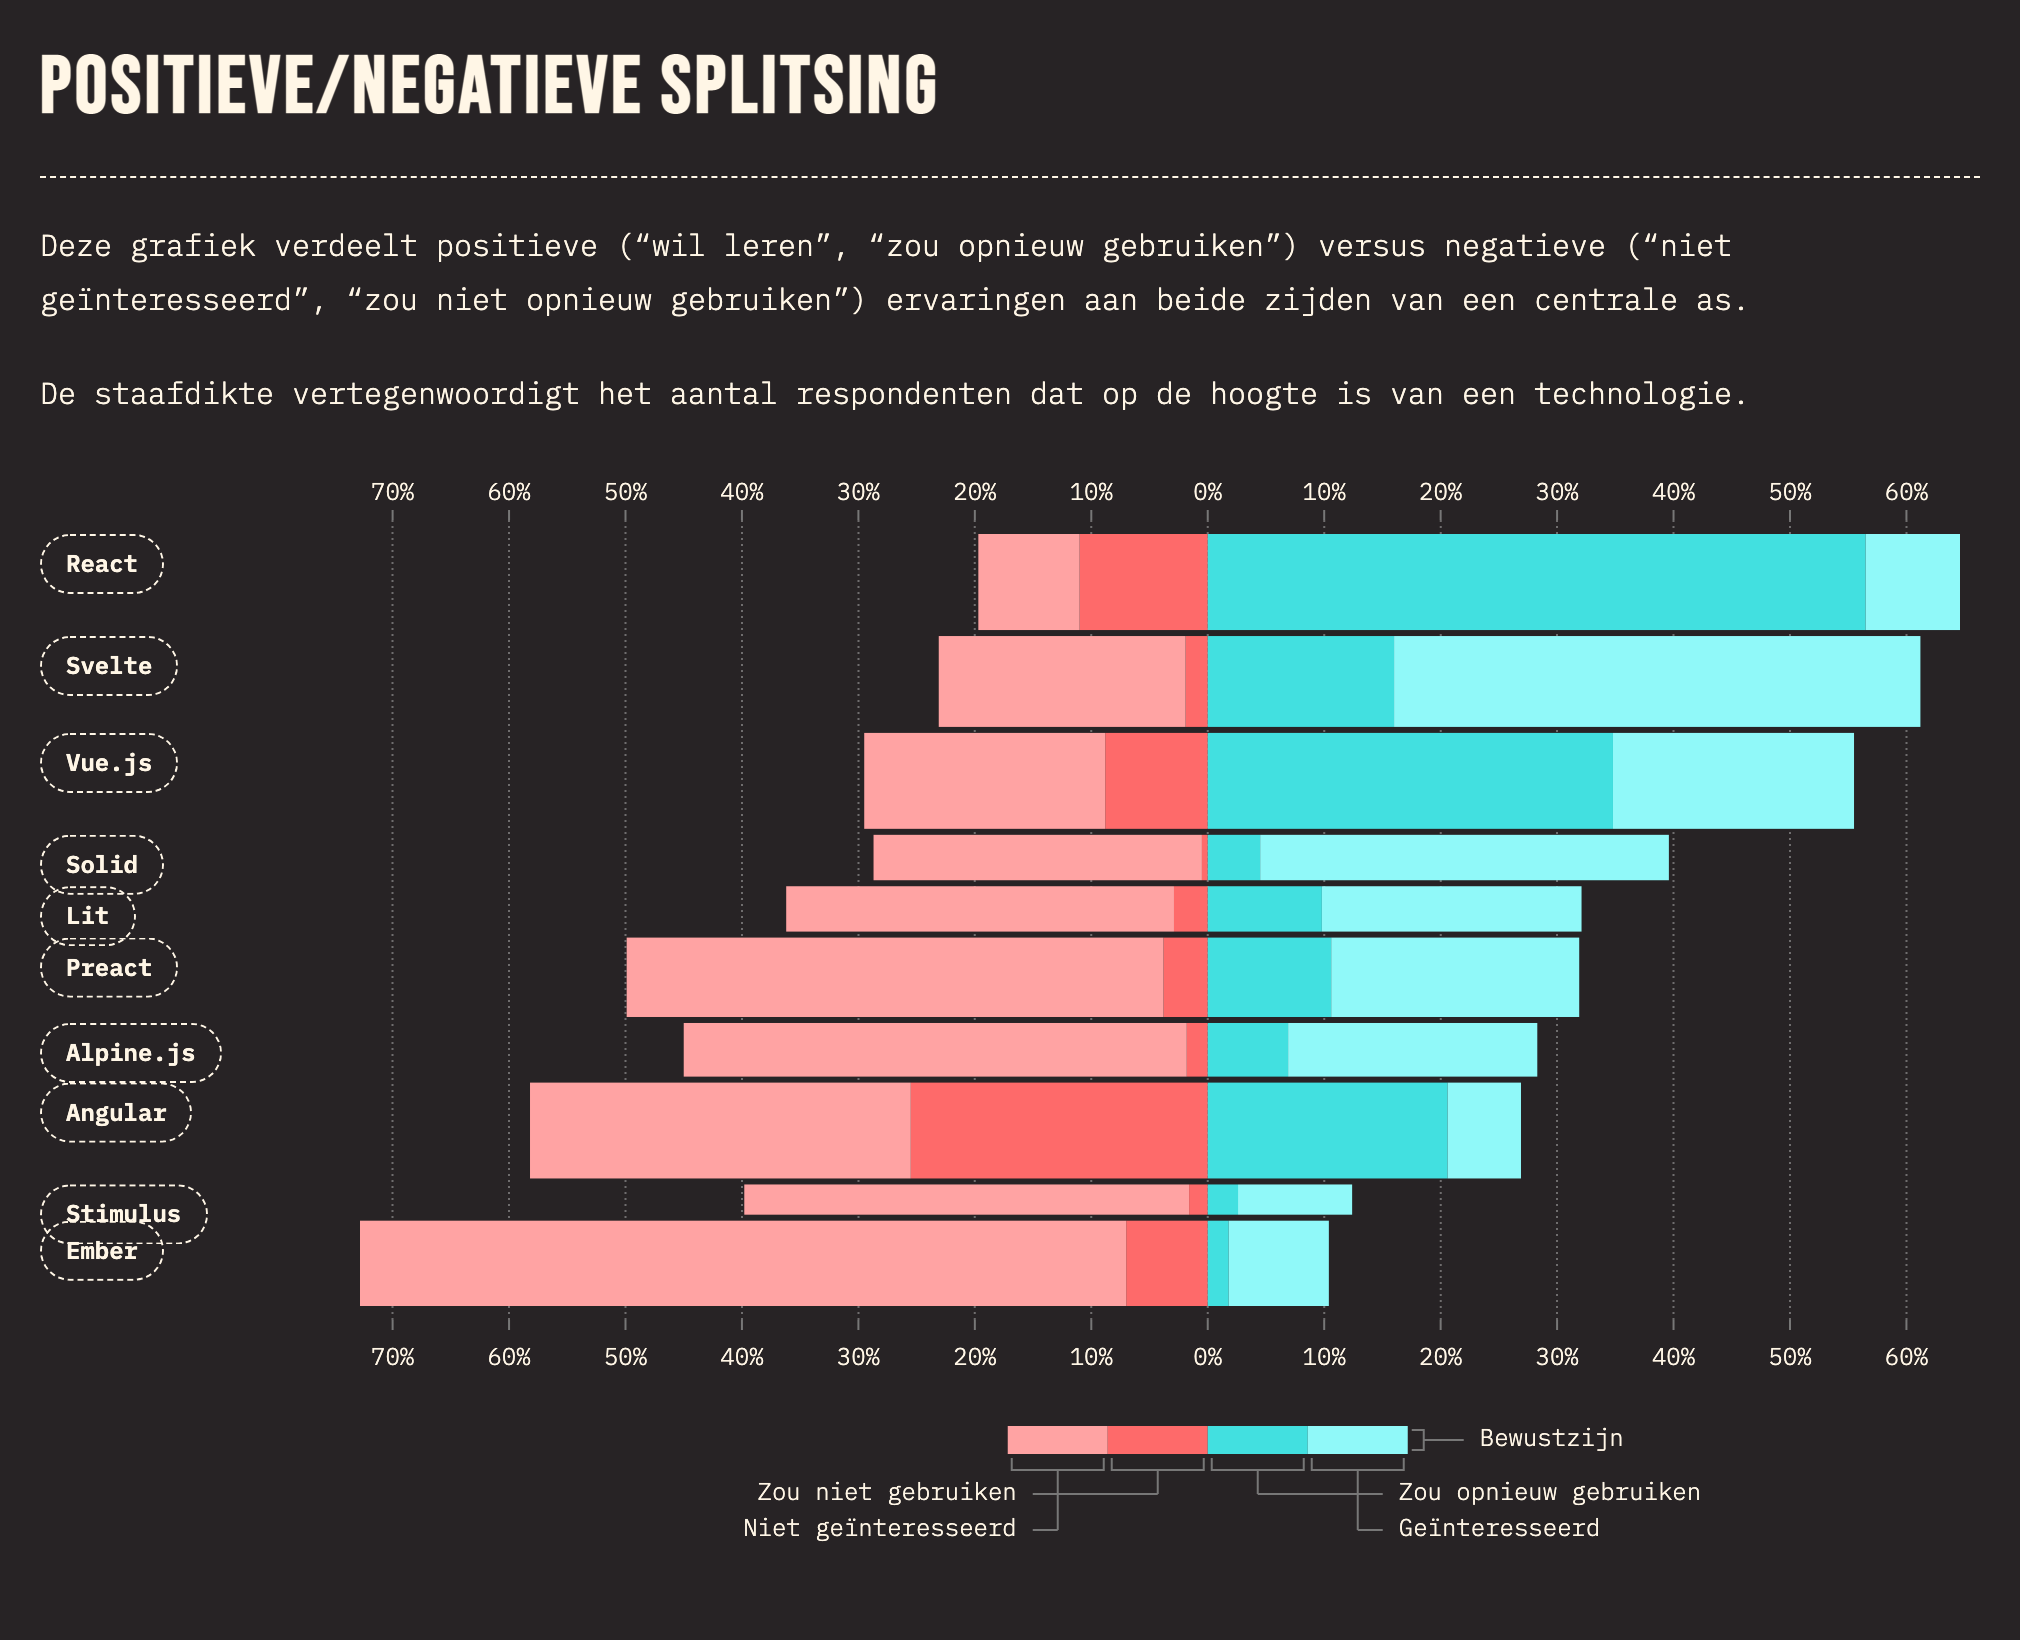 POSITIEVE/NEGATIEVE SPLITSING
Deze grafiek verdeelt positieve (“wil leren”, “zou opnieuw gebruiken”) versus negatieve (“niet
geïnteresseerd”, “zou niet opnieuw gebruiken”) ervaringen aan beide zijden van een centrale as.
De staafdikte vertegenwoordigt het aantal respondenten dat op de hoogte is van een technologie.
70% 60% 50% 40% 30% 20% 10% 0% 10% 20% 30% 40% 50% 60%
React
Svelte
Vue.js
Solid
Lit
Preact
Alpine.js
Angular
Stimulus
Ember
70% 60% 50% 40% 30% 20% 10% 0% 10% 20% 30% 40% 50% 60%
Bewustzijn
Zou niet gebruiken Zou opnieuw gebruiken
Niet geïnteresseerd Geïnteresseerd